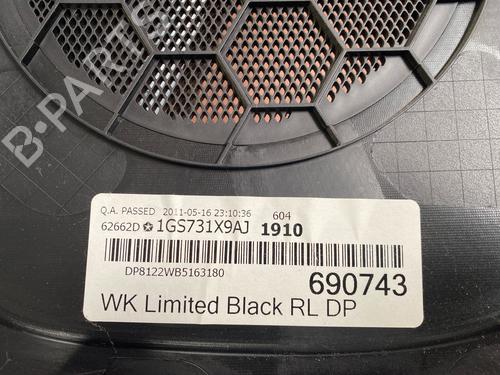 B-PARTS
Q.A. PASSED 2011-05-16 23:10:36 604
62662D 1GS731X9AJ 1910
DP8122WB5163180
690743
WK Limited Black RL DP